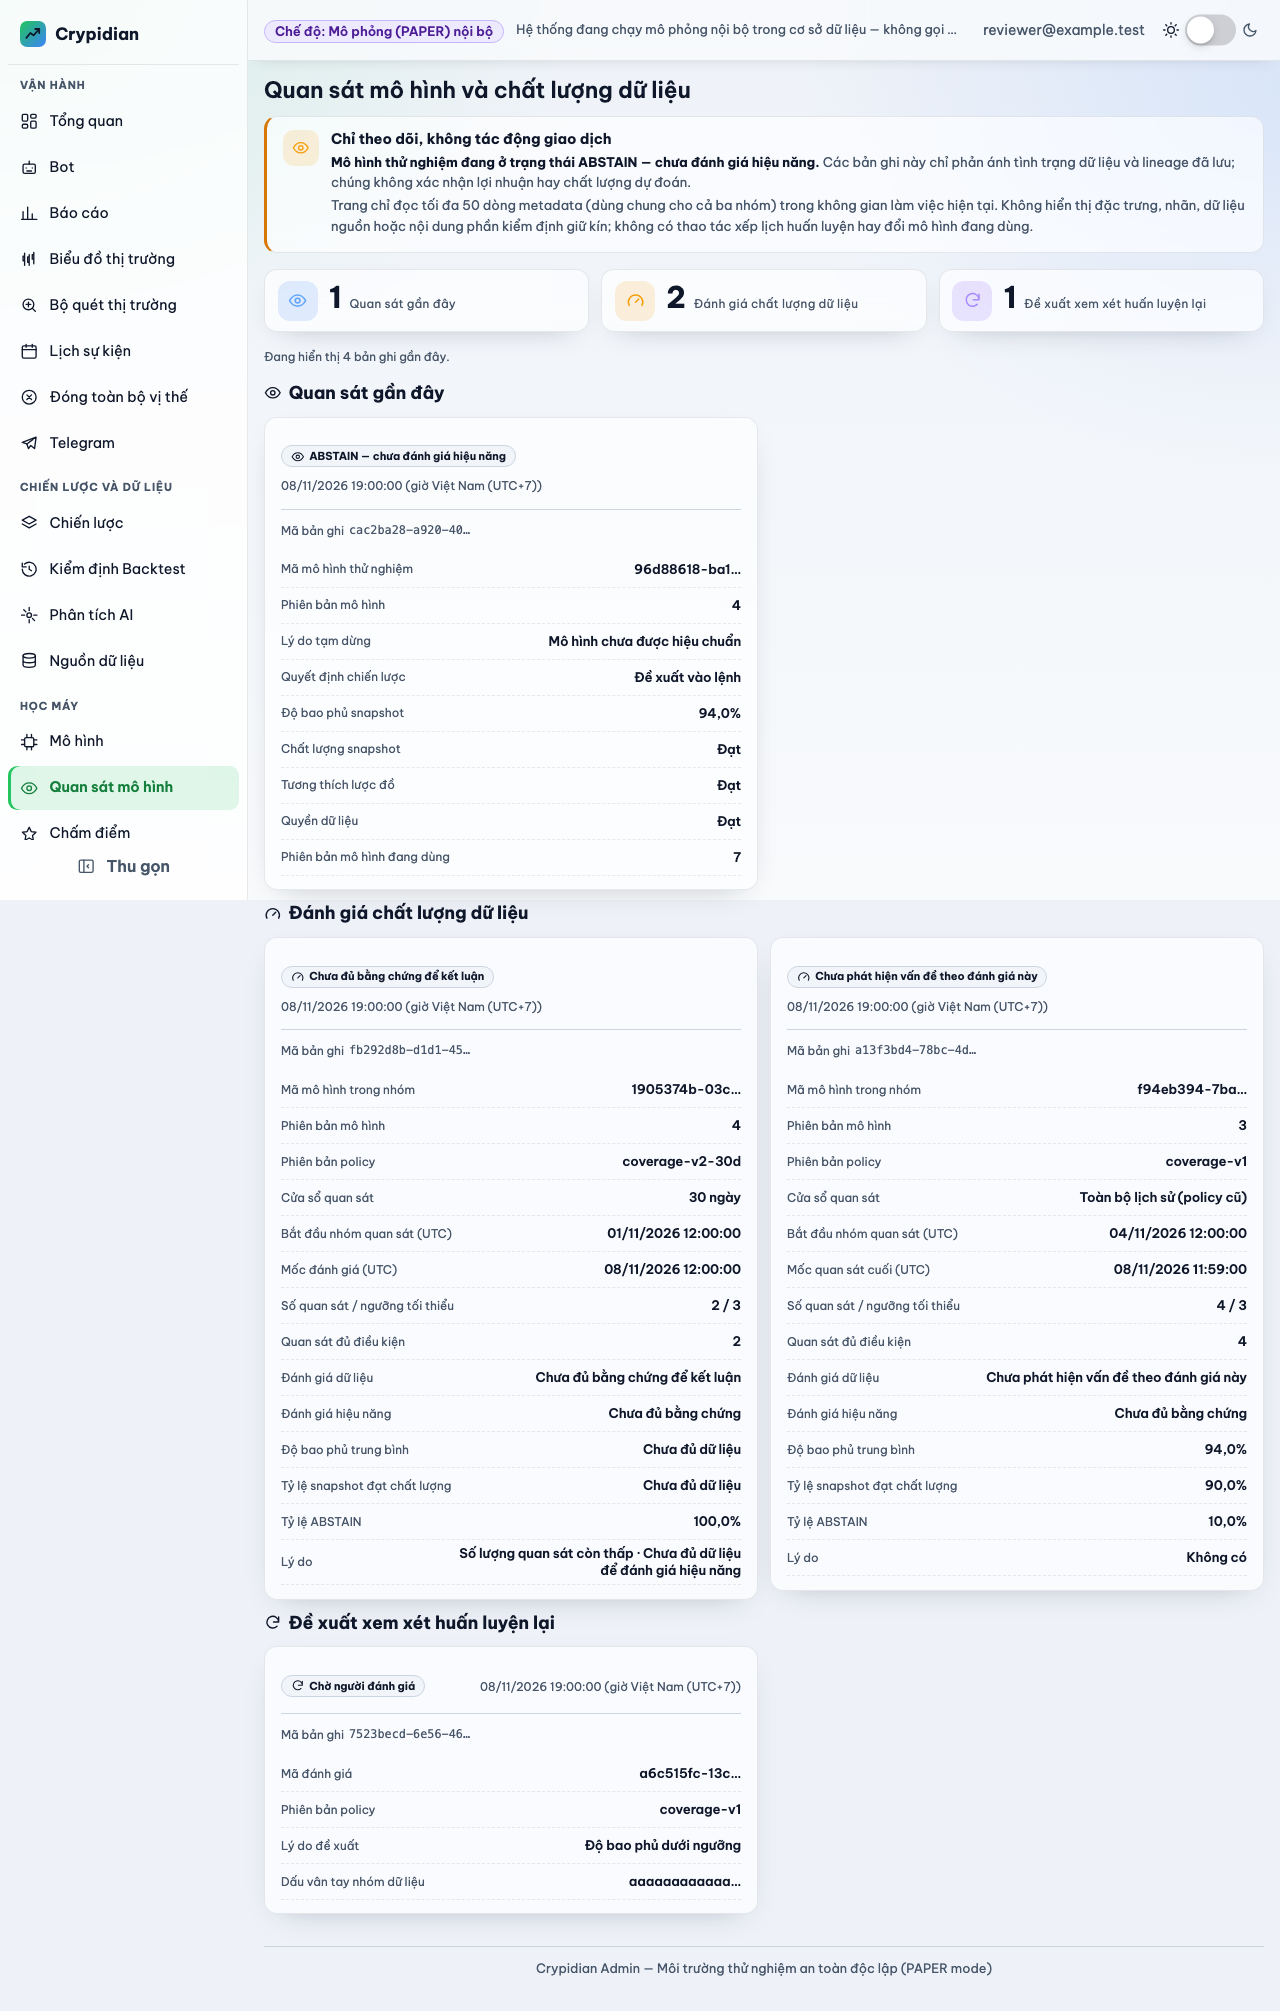 Crypidian
VẬN HÀNH
Tổng quan
Bot
Báo cáo
Biểu đồ thị trường
Bộ quét thị trường
Lịch sự kiện
Đóng toàn bộ vị thế
Telegram
CHIẾN LƯỢC VÀ DỮ LIỆU
Chiến lược
Kiểm định Backtest
Phân tích AI
Nguồn dữ liệu
HỌC MÁY
Mô hình
Quan sát mô hình
Chấm điểm
Thu gọn
Chế độ: Mô phỏng (PAPER) nội bộ
Hệ thống đang chạy mô phỏng nội bộ trong cơ sở dữ liệu — không gọi ...
reviewer@example.test
Quan sát mô hình và chất lượng dữ liệu
Chỉ theo dõi, không tác động giao dịch
Mô hình thử nghiệm đang ở trạng thái ABSTAIN — chưa đánh giá hiệu năng. Các bản ghi này chỉ phản ánh tình trạng dữ liệu và lineage đã lưu;
chúng không xác nhận lợi nhuận hay chất lượng dự đoán.
Trang chỉ đọc tối đa 50 dòng metadata (dùng chung cho cả ba nhóm) trong không gian làm việc hiện tại. Không hiển thị đặc trưng, nhãn, dữ liệu
nguồn hoặc nội dung phần kiểm định giữ kín; không có thao tác xếp lịch huấn luyện hay đổi mô hình đang dùng.
1 Quan sát gần đây
2 Đánh giá chất lượng dữ liệu
1 Đề xuất xem xét huấn luyện lại
Đang hiển thị 4 bản ghi gần đây.
Quan sát gần đây
ABSTAIN — chưa đánh giá hiệu năng
08/11/2026 19:00:00 (giờ Việt Nam (UTC+7))
Mã bản ghi cac2ba28-a920-40…
Mã mô hình thử nghiệm 96d88618-ba1...
Phiên bản mô hình 4
Lý do tạm dừng Mô hình chưa được hiệu chuẩn
Quyết định chiến lược Đề xuất vào lệnh
Độ bao phủ snapshot 94,0%
Chất lượng snapshot Đạt
Tương thích lược đồ Đạt
Quyền dữ liệu Đạt
Phiên bản mô hình đang dùng 7
Đánh giá chất lượng dữ liệu
Chưa đủ bằng chứng để kết luận
08/11/2026 19:00:00 (giờ Việt Nam (UTC+7))
Mã bản ghi fb292d8b-d1d1-45…
Mã mô hình trong nhóm 1905374b-03c...
Phiên bản mô hình 4
Phiên bản policy coverage-v2-30d
Cửa sổ quan sát 30 ngày
Bắt đầu nhóm quan sát (UTC) 01/11/2026 12:00:00
Mốc đánh giá (UTC) 08/11/2026 12:00:00
Số quan sát / ngưỡng tối thiểu 2 / 3
Quan sát đủ điều kiện 2
Đánh giá dữ liệu Chưa đủ bằng chứng để kết luận
Đánh giá hiệu năng Chưa đủ bằng chứng
Độ bao phủ trung bình Chưa đủ dữ liệu
Tỷ lệ snapshot đạt chất lượng Chưa đủ dữ liệu
Tỷ lệ ABSTAIN 100,0%
Lý do Số lượng quan sát còn thấp · Chưa đủ dữ liệu
để đánh giá hiệu năng
Chưa phát hiện vấn đề theo đánh giá này
08/11/2026 19:00:00 (giờ Việt Nam (UTC+7))
Mã bản ghi a13f3bd4-78bc-4d…
Mã mô hình trong nhóm f94eb394-7ba...
Phiên bản mô hình 3
Phiên bản policy coverage-v1
Cửa sổ quan sát Toàn bộ lịch sử (policy cũ)
Bắt đầu nhóm quan sát (UTC) 04/11/2026 12:00:00
Mốc quan sát cuối (UTC) 08/11/2026 11:59:00
Số quan sát / ngưỡng tối thiểu 4 / 3
Quan sát đủ điều kiện 4
Đánh giá dữ liệu Chưa phát hiện vấn đề theo đánh giá này
Đánh giá hiệu năng Chưa đủ bằng chứng
Độ bao phủ trung bình 94,0%
Tỷ lệ snapshot đạt chất lượng 90,0%
Tỷ lệ ABSTAIN 10,0%
Lý do Không có
Đề xuất xem xét huấn luyện lại
Chờ người đánh giá
08/11/2026 19:00:00 (giờ Việt Nam (UTC+7))
Mã bản ghi 7523becd-6e56-46…
Mã đánh giá a6c515fc-13c...
Phiên bản policy coverage-v1
Lý do đề xuất Độ bao phủ dưới ngưỡng
Dấu vân tay nhóm dữ liệu aaaaaaaaaaaa...
Crypidian Admin — Môi trường thử nghiệm an toàn độc lập (PAPER mode)